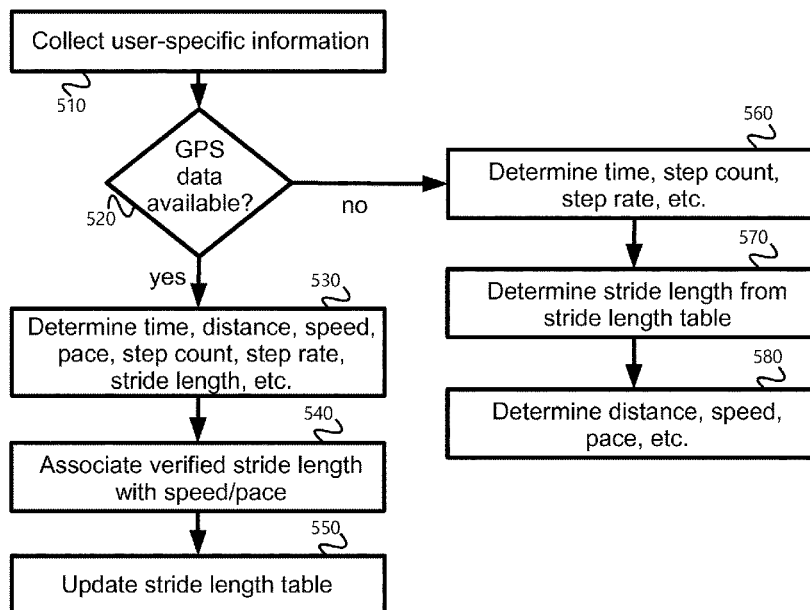 Collect user-specific information
510
GPS
data
available?
520
no
yes
530
Determine time, distance, speed,
pace, step count, step rate,
stride length, etc.
540
Associate verified stride length
with speed/pace
550
Update stride length table
560
Determine time, step count,
step rate, etc.
570
Determine stride length from
stride length table
580
Determine distance, speed,
pace, etc.